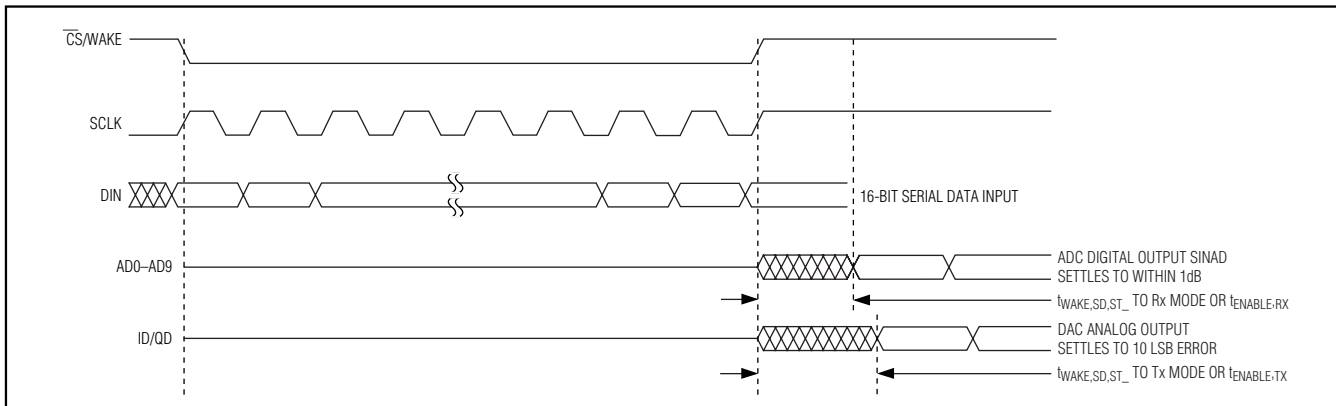 C̅S̅/WAKE
SCLK
DIN
16-BIT SERIAL DATA INPUT
AD0–AD9
ADC DIGITAL OUTPUT SINAD
SETTLES TO WITHIN 1dB
tWAKE,SD,ST_ TO Rx MODE OR tENABLE,RX
ID/QD
DAC ANALOG OUTPUT
SETTLES TO 10 LSB ERROR
tWAKE,SD,ST_ TO Tx MODE OR tENABLE,TX